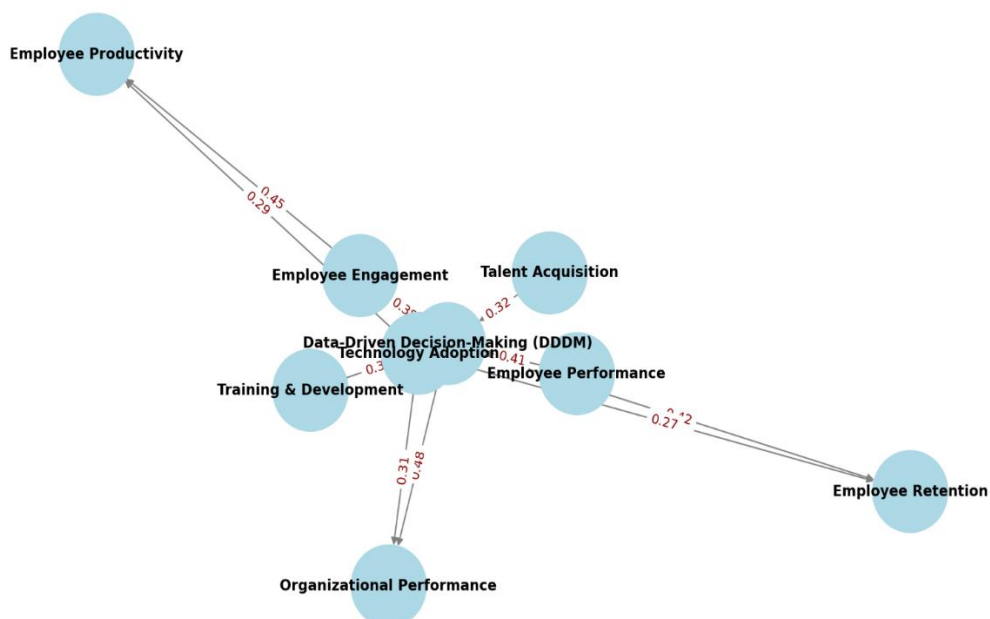 Employee Productivity
0.45
0.29
Employee Engagement
Talent Acquisition
0.32
Data-Driven Decision-Making (DDDM)
Technology Adoption
0.41
Employee Performance
Training & Development
0.27
0.31
0.48
Employee Retention
Organizational Performance